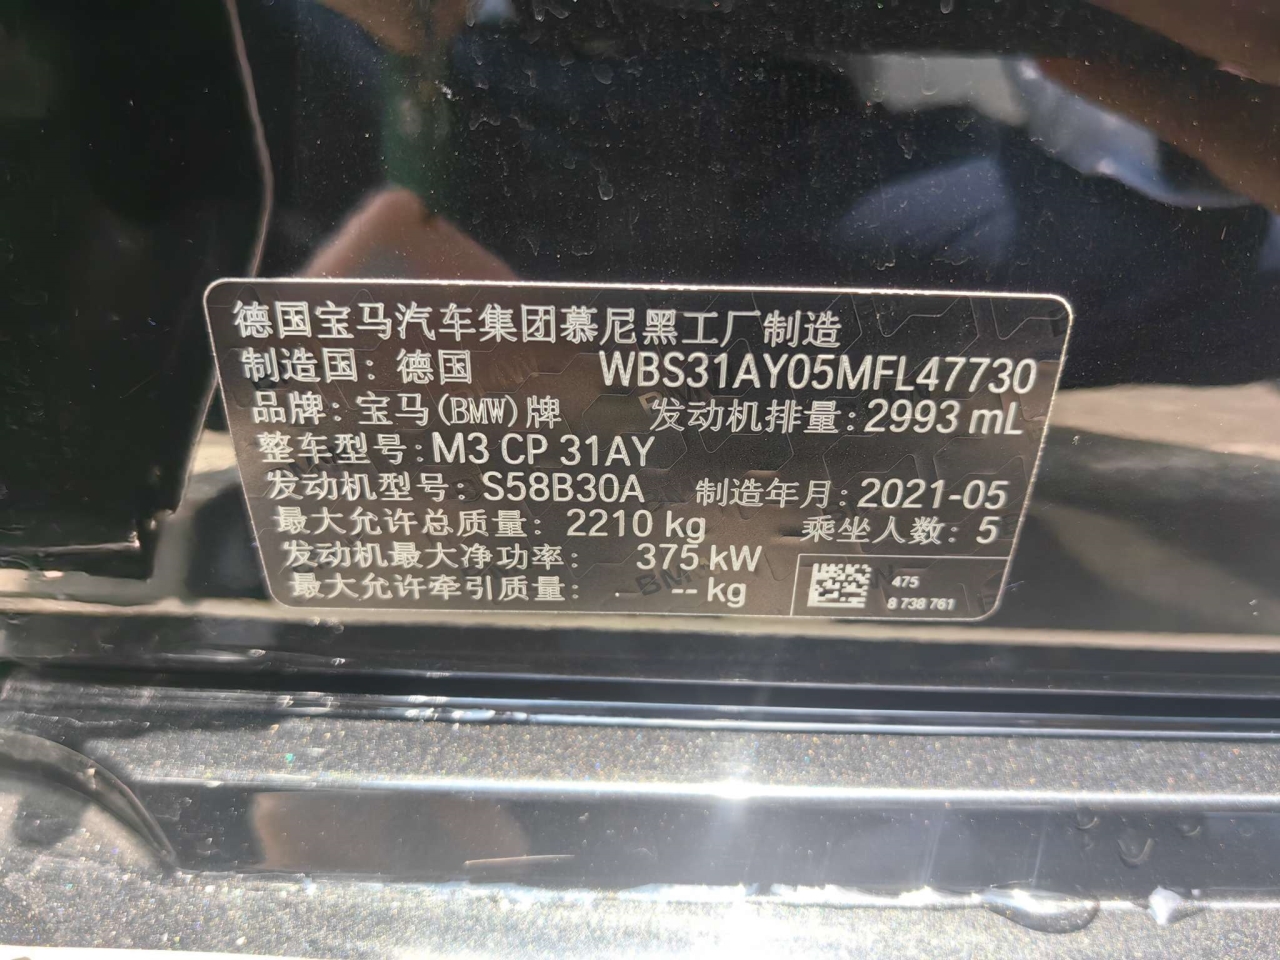 德国宝马汽车集团慕尼黑工厂制造
制造国：德国 WBS31AY05MFL47730
品牌：宝马(BMW)牌 发动机排量：2993 mL
整车型号：M3 CP 31AY
发动机型号：S58B30A 制造年月：2021-05
最大允许总质量：2210 kg 乘坐人数：5
发动机最大净功率：375 kW
最大允许牵引质量：-- kg
475
8 738 761